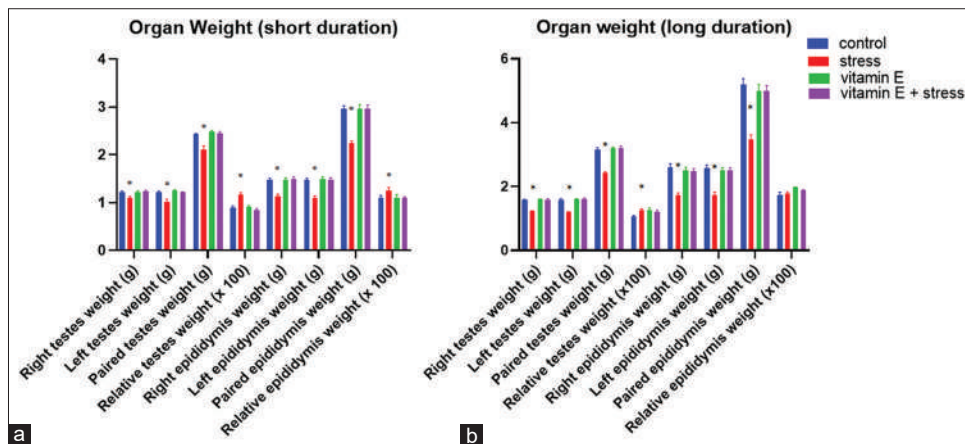 Organ Weight (short duration)
4
3
2
1
0
*
*
*
*
*
*
*
*
Right testes weight (g)
Left testes weight (g)
Paired testes weight (g)
Relative testes weight (x 100)
Right epididymis weight (g)
Left epididymis weight (g)
Paired epididymis weight (g)
Relative epididymis weight (x 100)
a
Organ weight (long duration)
6
4
2
0
*
*
*
*
*
*
*
Right testes weight (g)
Left testes weight (g)
Paired testes weight (g)
Relative testes weight (x100)
Right epididymis weight (g)
Left epididymis weight (g)
Paired epididymis weight (g)
Relative epididymis weight (x100)
b
control
stress
vitamin E
vitamin E + stress